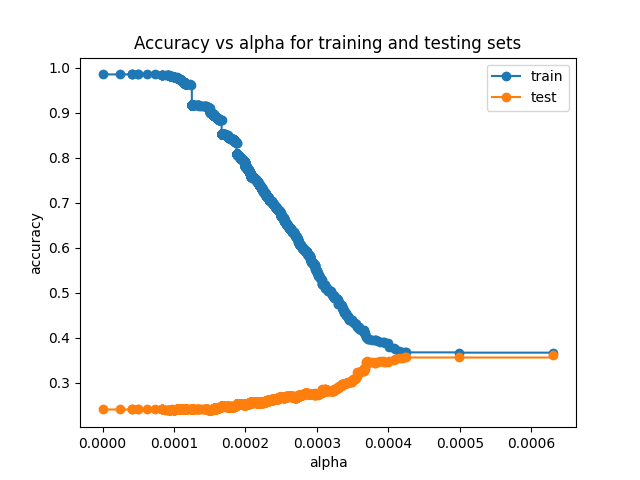 Accuracy vs alpha for training and testing sets
train
test
accuracy
1.0
0.9
0.8
0.7
0.6
0.5
0.4
0.3
0.0000 0.0001 0.0002 0.0003 0.0004 0.0005 0.0006
alpha